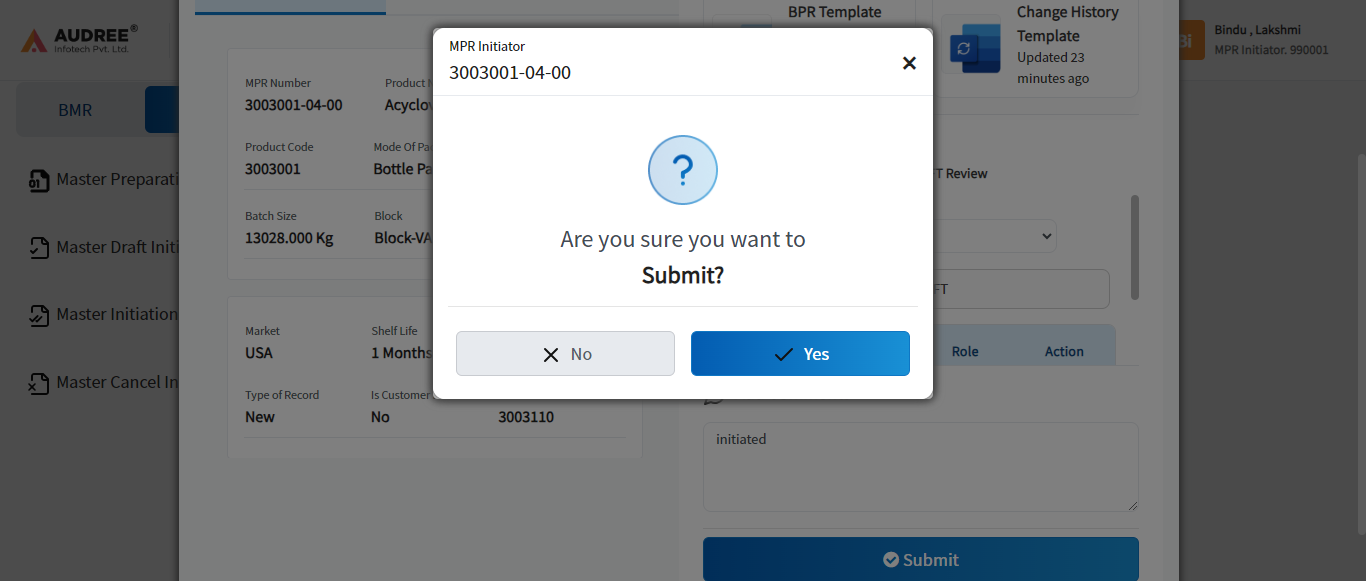 AUDREE®
Infotech Pvt. Ltd.
BMR
Master Preparati
Master Draft Initi
Master Initiation
Master Cancel In
MPR Number
3003001-04-00
Product
Acyclov
Product Code
3003001
Mode Of Pa
Bottle Pa
Batch Size
13028.000 Kg
Block
Block-VA
Market
USA
Shelf Life
1 Months
Type of Record
New
Is Customer
No
3003110
MPR Initiator
3003001-04-00
Are you sure you want to
Submit?
No
Yes
BPR Template
Change History
Template
Updated 23
minutes ago
Bindu , Lakshmi
MPR Initiator. 990001
T Review
FT
Role
Action
initiated
Submit